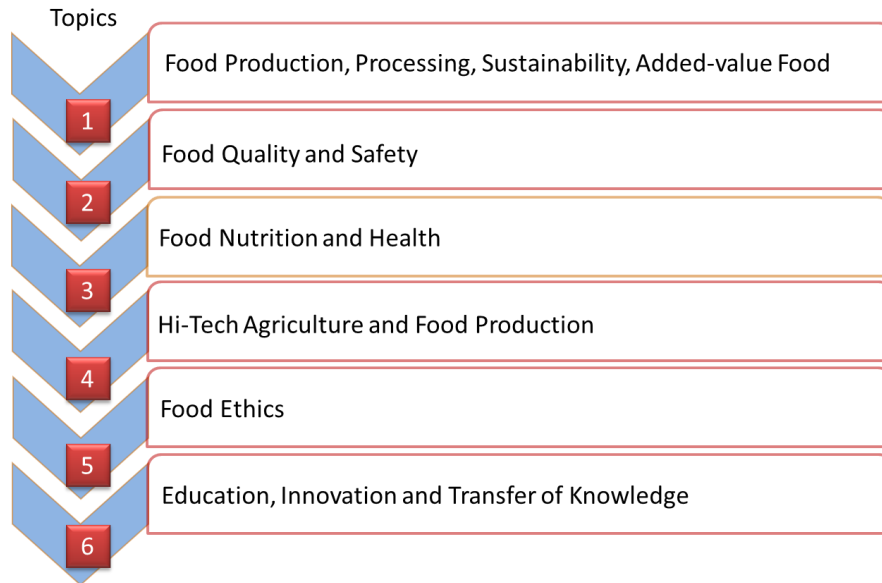 Topics
Food Production, Processing, Sustainability, Added-value Food
1
Food Quality and Safety
2
Food Nutrition and Health
3
Hi-Tech Agriculture and Food Production
4
Food Ethics
5
Education, Innovation and Transfer of Knowledge
6